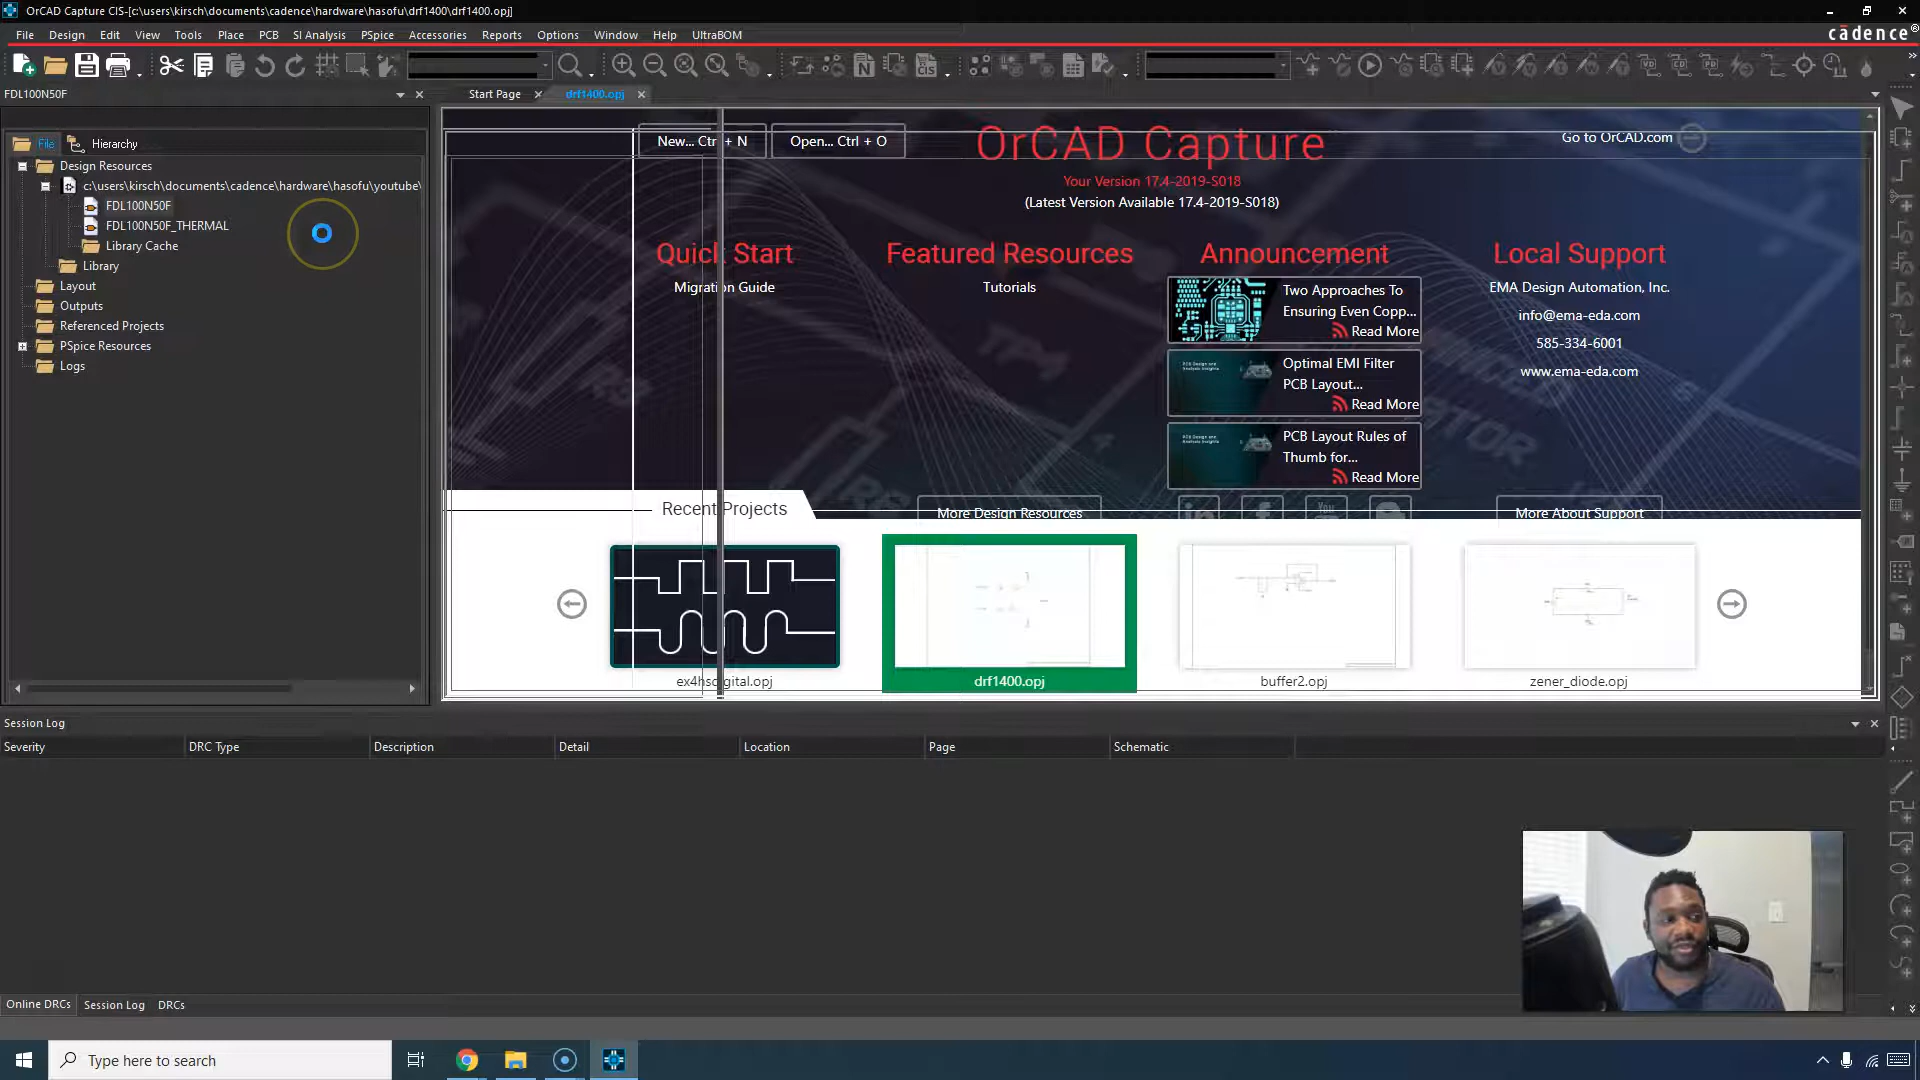 OrCAD Capture CIS-[c:\users\kirsch\documents\cadence\hardware\hasofu\drf1400\drf1400.opj]
File Design Edit View Tools Place PCB SI Analysis PSpice Accessories Reports Options Window Help UltraBOM
cādence®
FDL100N50F
Start Page
drf1400.opj
File
Hierarchy
Design Resources
c:\users\kirsch\documents\cadence\hardware\hasofu\youtube\
FDL100N50F
FDL100N50F_THERMAL
Library Cache
Library
Layout
Outputs
Referenced Projects
PSpice Resources
Logs
New... Ctrl + N
Open... Ctrl + O
OrCAD Capture
Go to OrCAD.com
Your Version 17.4-2019-S018
(Latest Version Available 17.4-2019-S018)
Quick Start
Migration Guide
Featured Resources
Tutorials
Announcement
Two Approaches To
Ensuring Even Copp...
Read More
Optimal EMI Filter
PCB Layout...
Read More
PCB Layout Rules of
Thumb for...
Read More
Local Support
EMA Design Automation, Inc.
info@ema-eda.com
585-334-6001
www.ema-eda.com
Recent Projects
More Design Resources
More About Support
ex4hsdigital.opj
drf1400.opj
buffer2.opj
zener_diode.opj
Session Log
Severity DRC Type Description Detail Location Page Schematic
Online DRCs Session Log DRCs
Type here to search